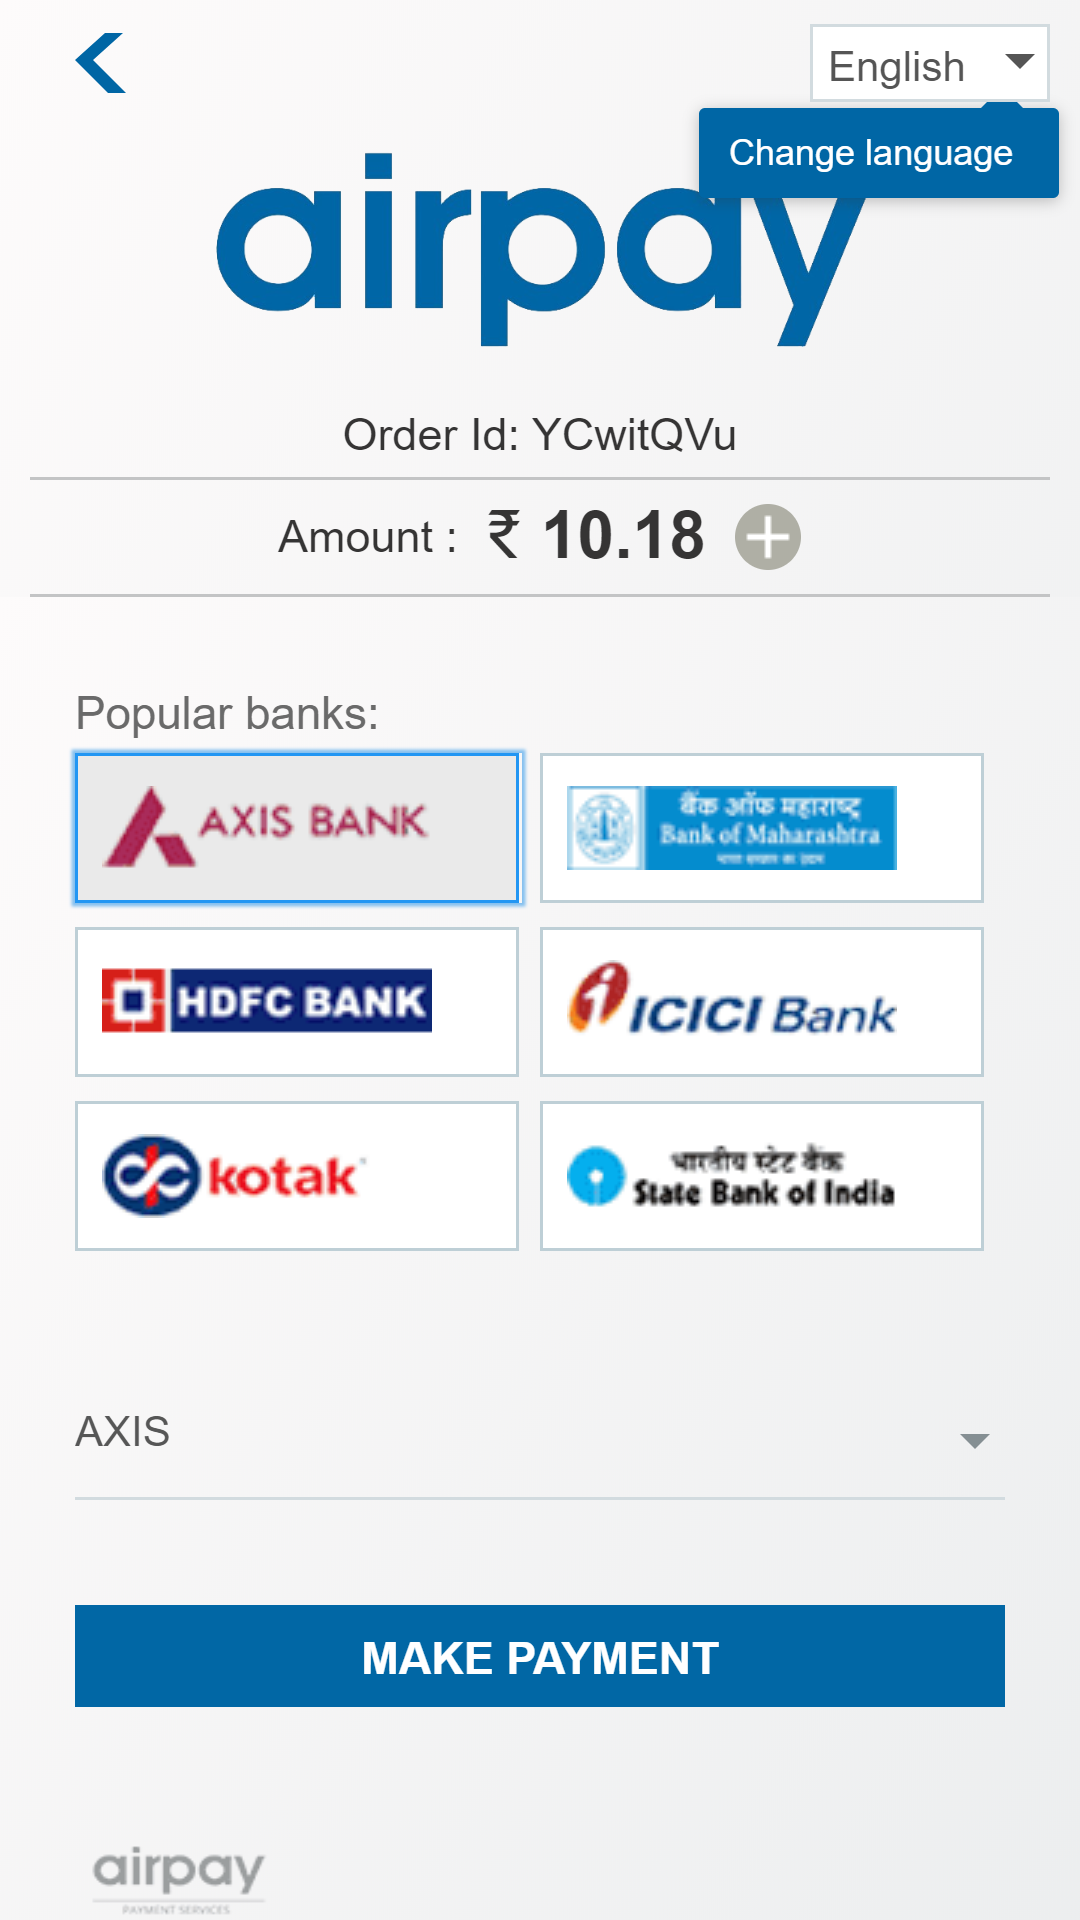 English
Change language
airpay
Order Id: YCwitQVu
Amount : ₹ 10.18
Popular banks:
AXIS BANK
बैंक ऑफ महाराष्ट्र
Bank of Maharashtra
HDFC BANK
ICICI Bank
kotak
भारतीय स्टेट बैंक
State Bank of India
AXIS
MAKE PAYMENT
airpay
PAYMENT SERVICES